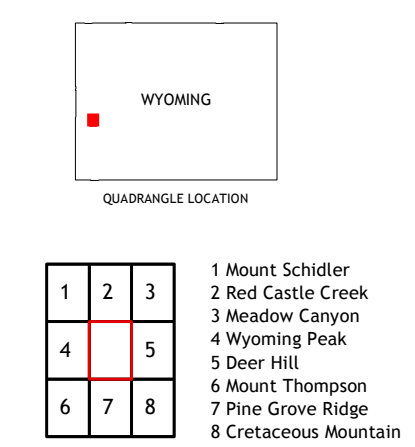 WYOMING
QUADRANGLE LOCATION
1 2 3
4 5
6 7 8
1 Mount Schidler
2 Red Castle Creek
3 Meadow Canyon
4 Wyoming Peak
5 Deer Hill
6 Mount Thompson
7 Pine Grove Ridge
8 Cretaceous Mountain